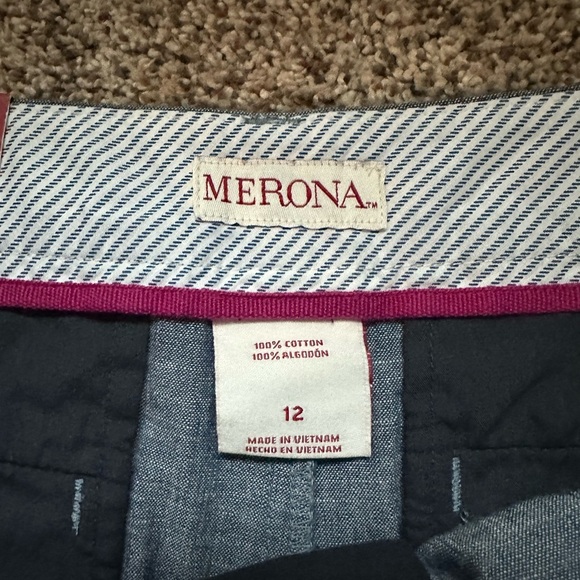 MERONA™
100% COTTON
100% ALGODÓN
12
MADE IN VIETNAM
HECHO EN VIETNAM